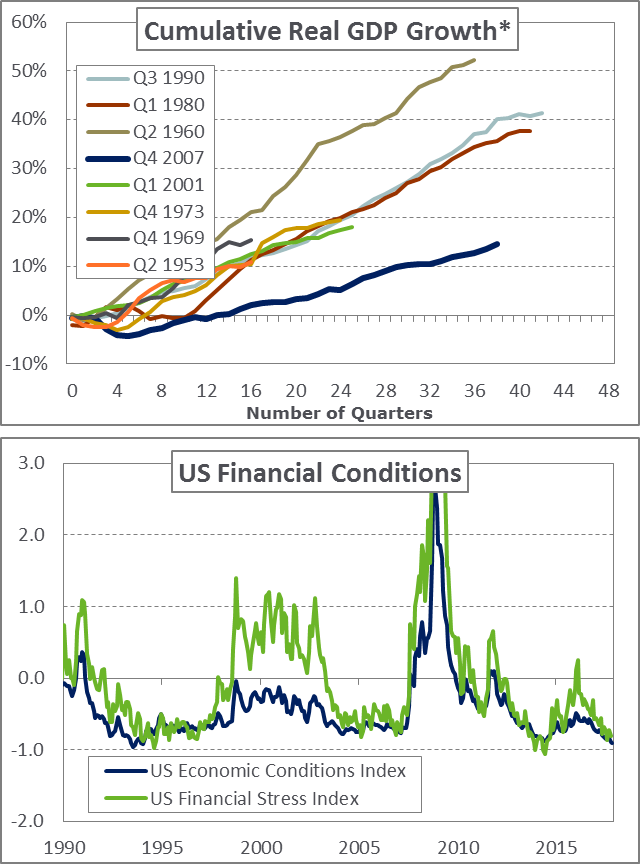 Cumulative Real GDP Growth*
60%
50%
40%
30%
20%
10%
0%
-10%
Q3 1990
Q1 1980
Q2 1960
Q4 2007
Q1 2001
Q4 1973
Q4 1969
Q2 1953
0 4 8 12 16 20 24 28 32 36 40 44 48
Number of Quarters
US Financial Conditions
3.0
2.0
1.0
0.0
-1.0
-2.0
US Economic Conditions Index
US Financial Stress Index
1990 1995 2000 2005 2010 2015